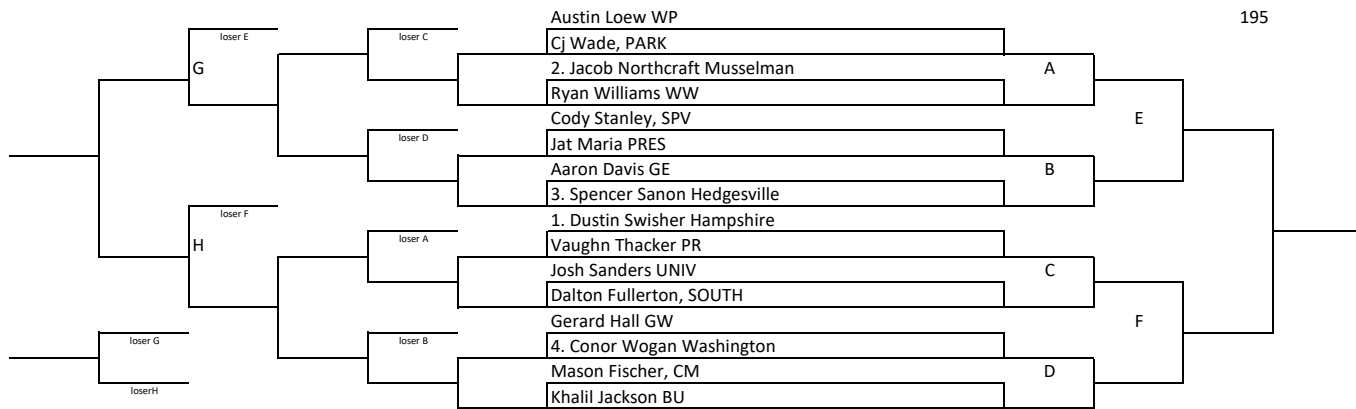 Austin Loew WP
195
loser E
loser C
Cj Wade, PARK
G
2. Jacob Northcraft Musselman
A
Ryan Williams WW
Cody Stanley, SPV
E
loser D
Jat Maria PRES
Aaron Davis GE
B
3. Spencer Sanon Hedgesville
loser F
1. Dustin Swisher Hampshire
H
loser A
Vaughn Thacker PR
Josh Sanders UNIV
C
Dalton Fullerton, SOUTH
Gerard Hall GW
F
loser G
loser B
4. Conor Wogan Washington
Mason Fischer, CM
D
loserH
Khalil Jackson BU